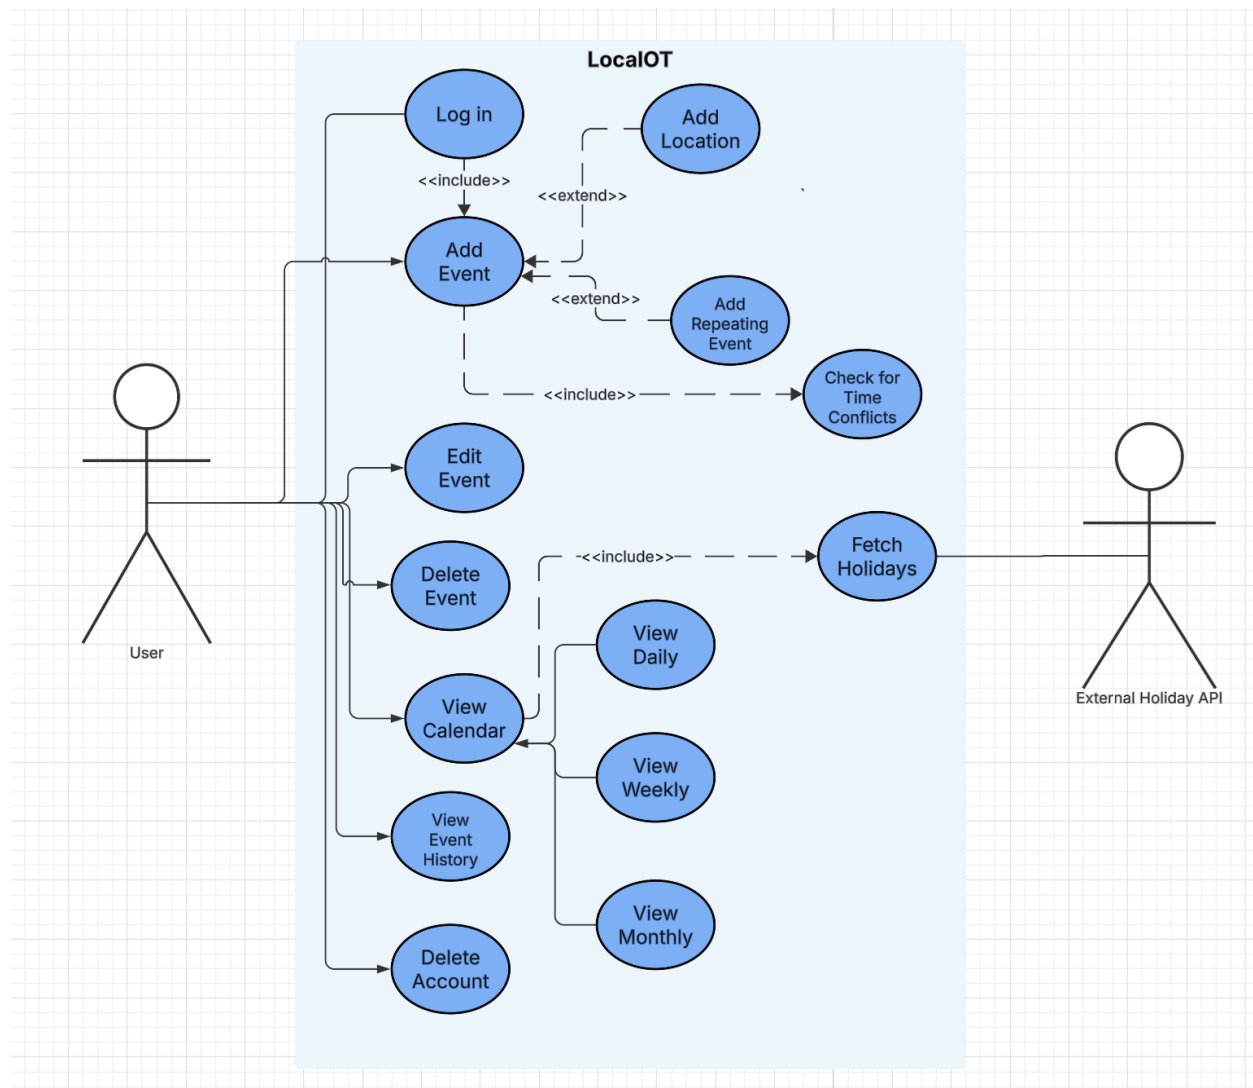 LocalOT
Log in
Add
Location
<<include>>
<<extend>>
Add
Event
<<extend>>
Add
Repeating
Event
Check for
Time
Conflicts
<<include>>
Edit
Event
Fetch
Holidays
<<include>>
Delete
Event
View
Daily
User
External Holiday API
View
Calendar
View
Weekly
View
Event
History
View
Monthly
Delete
Account